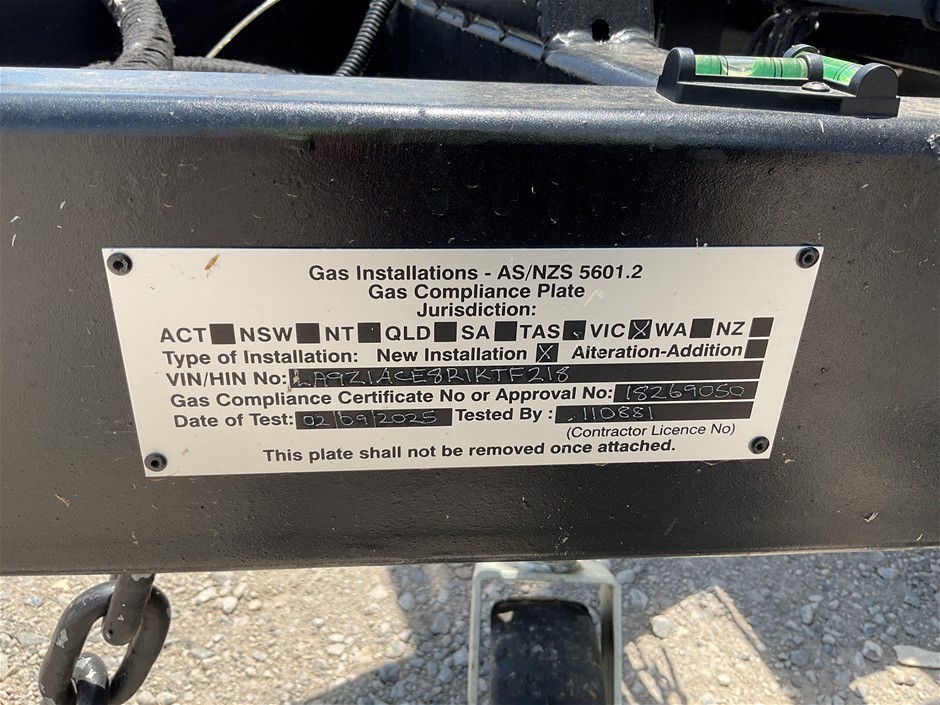 Gas Installations - AS/NZS 5601.2
Gas Compliance Plate
Jurisdiction:
ACT NSW NT QLD SA TAS VIC X WA NZ
Type of Installation: New Installation X Aiteration-Addition
VIN/HIN No: LA9Z1ACE8R1KTF218
Gas Compliance Certificate No or Approval No: 18269050
Date of Test: 02/09/2025 Tested By : .110881
(Contractor Licence No)
This plate shall not be removed once attached.